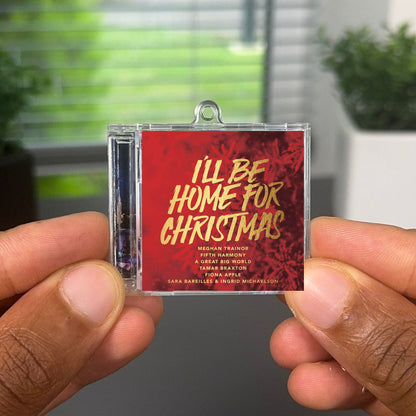 I'LL BE
HOME FOR
CHRISTMAS
MEGHAN TRAINOR
FIFTH HARMONY
A GREAT BIG WORLD
TAMAR BRAXTON
FIONA APPLE
SARA BAREILLES & INGRID MICHAELSON